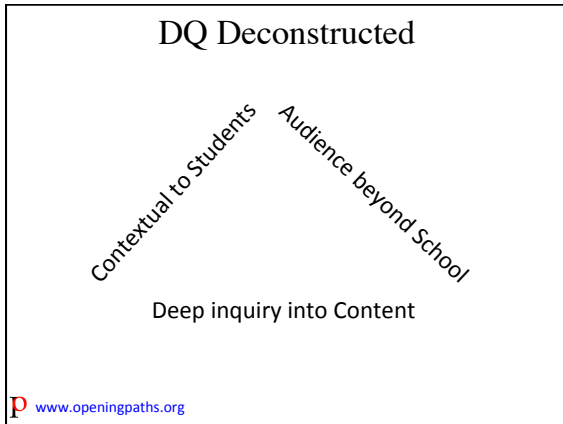 DQ Deconstructed
Contextual to Students
Audience beyond School
Deep inquiry into Content
p www.openingpaths.org